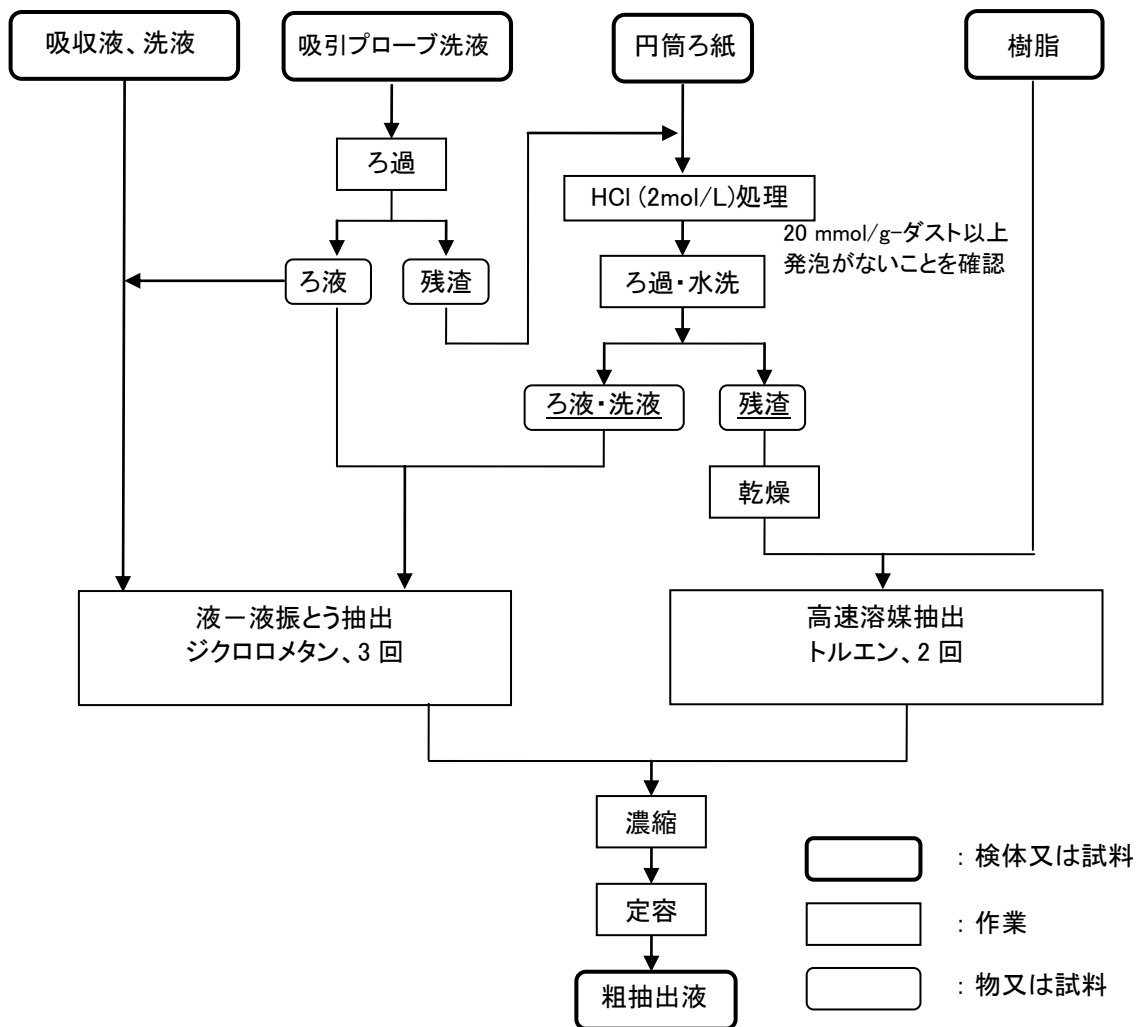 吸収液、洗液
吸引プローブ洗液
円筒ろ紙
樹脂
ろ過
HCl (2mol/L)処理
20 mmol/g-ダスト以上
発泡がないことを確認
ろ液
残渣
ろ過・水洗
ろ液・洗液
残渣
乾燥
液－液振とう抽出
ジクロロメタン、3 回
高速溶媒抽出
トルエン、2 回
濃縮
定容
粗抽出液
：検体又は試料
：作業
：物又は試料